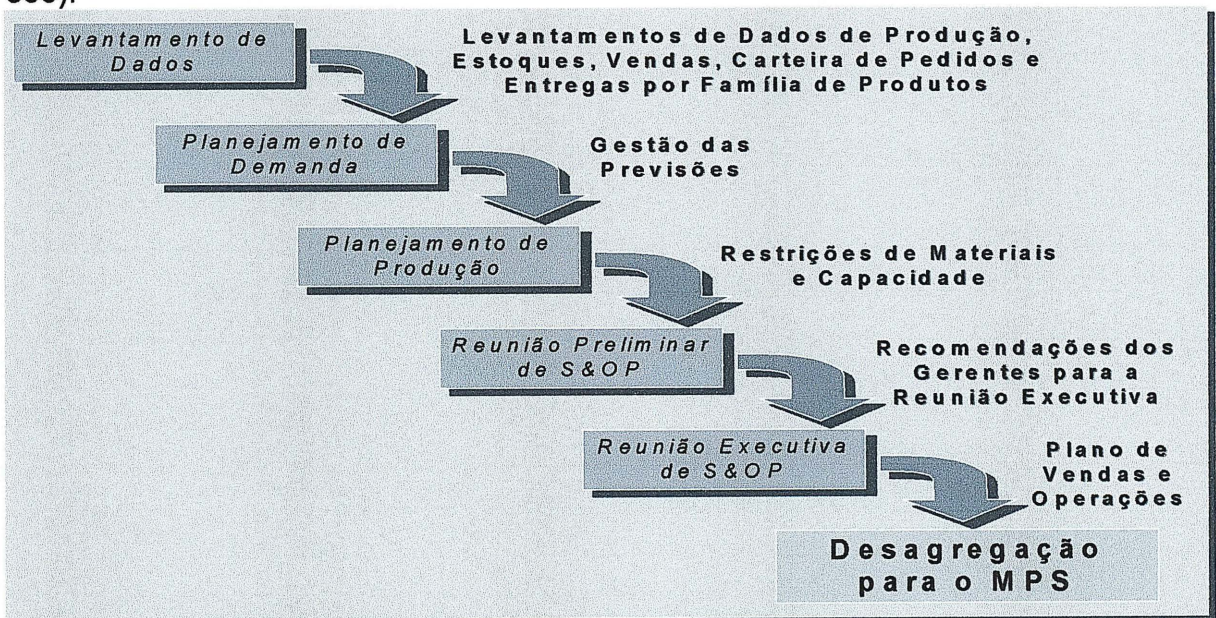 Levantamento de
Dados
Levantamentos de Dados de Produção,
Estoques, Vendas, Carteira de Pedidos e
Entregas por Família de Produtos
Planejamento de
Demanda
Gestão das
Previsões
Planejamento de
Produção
Restrições de Materiais
e Capacidade
Reunião Preliminar
de S&OP
Recomendações dos
Gerentes para a
Reunião Executiva
Reunião Executiva
de S&OP
Plano de
Vendas e
Operações
Desagregação
para o MPS